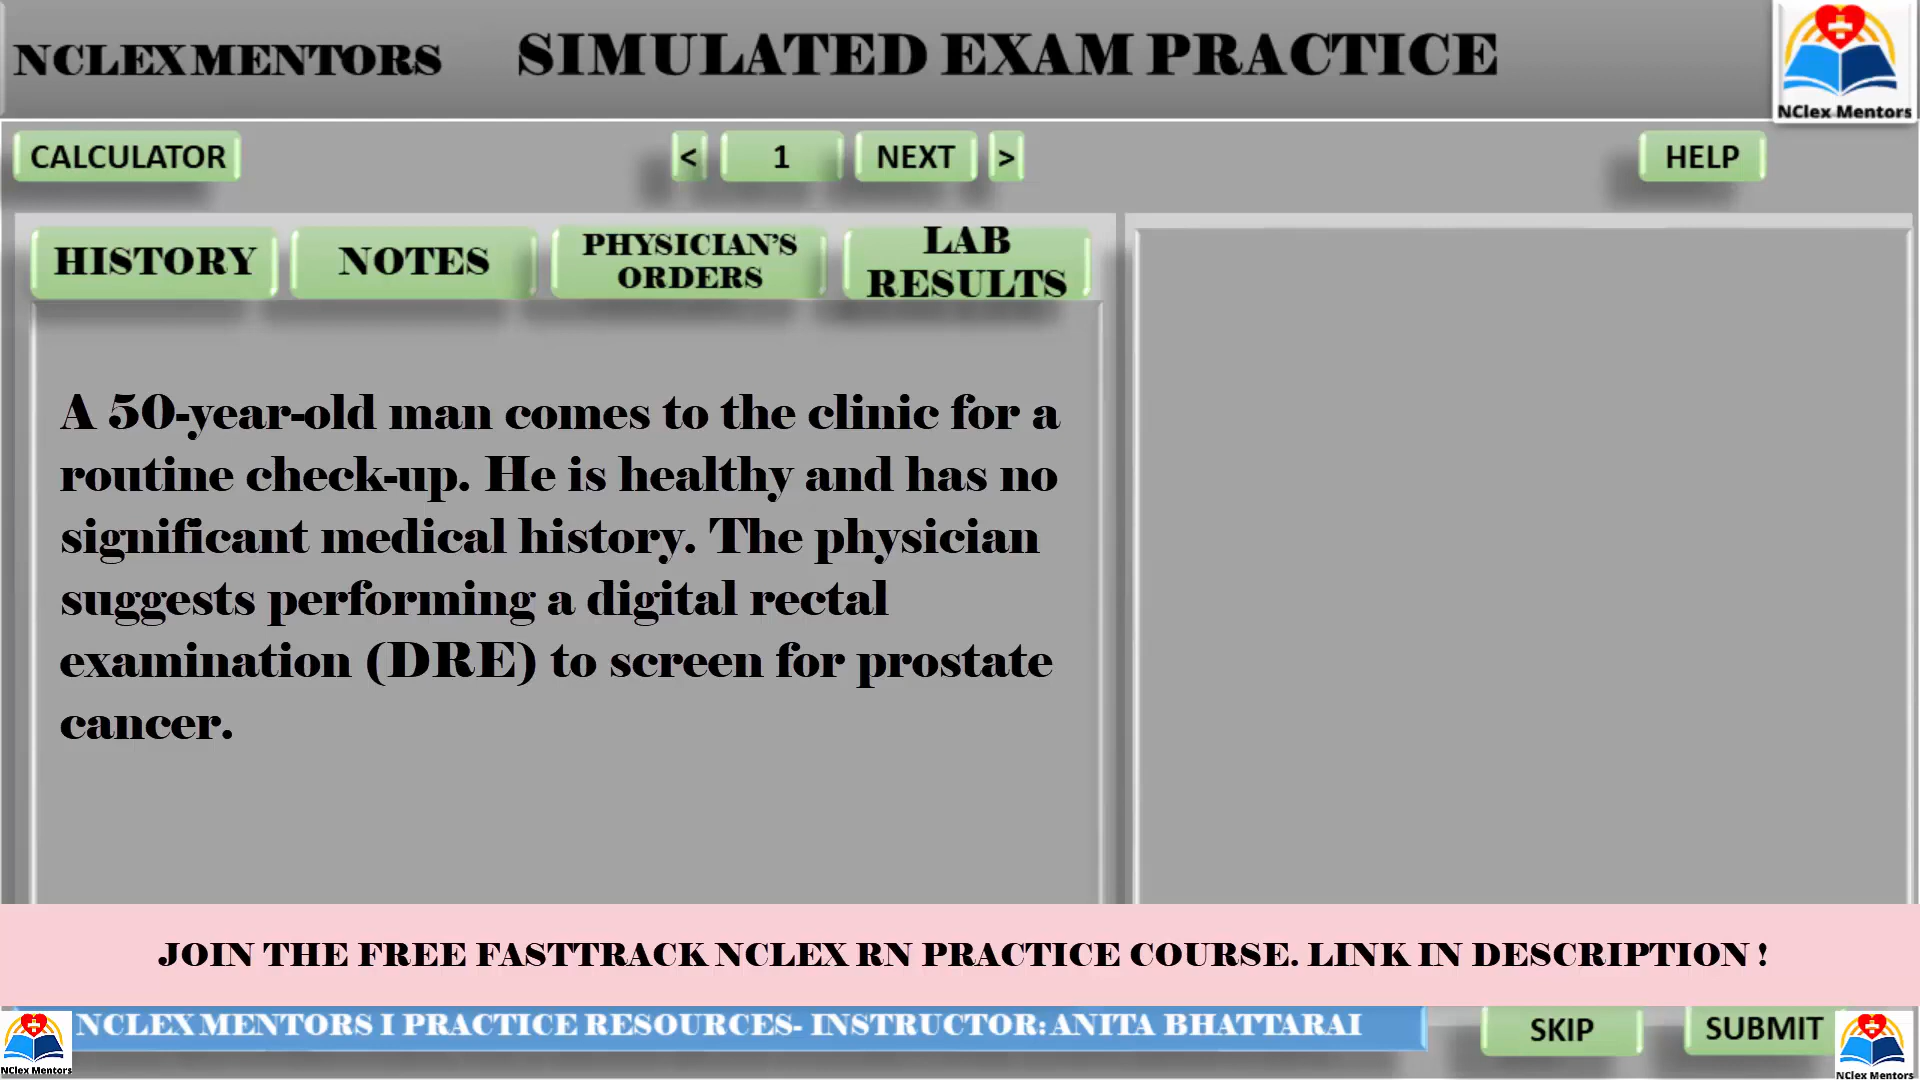 NCLEX MENTORS
SIMULATED EXAM PRACTICE
NClex Mentors
CALCULATOR
<
1
NEXT
>
HELP
HISTORY
NOTES
PHYSICIAN'S
ORDERS
LAB
RESULTS
A 50-year-old man comes to the clinic for a
routine check-up. He is healthy and has no
significant medical history. The physician
suggests performing a digital rectal
examination (DRE) to screen for prostate
cancer.
JOIN THE FREE FASTTRACK NCLEX RN PRACTICE COURSE. LINK IN DESCRIPTION !
NClex Mentors
NCLEX MENTORS I PRACTICE RESOURCES- INSTRUCTOR: ANITA BHATTARAI
SKIP
SUBMIT
NClex Mentors